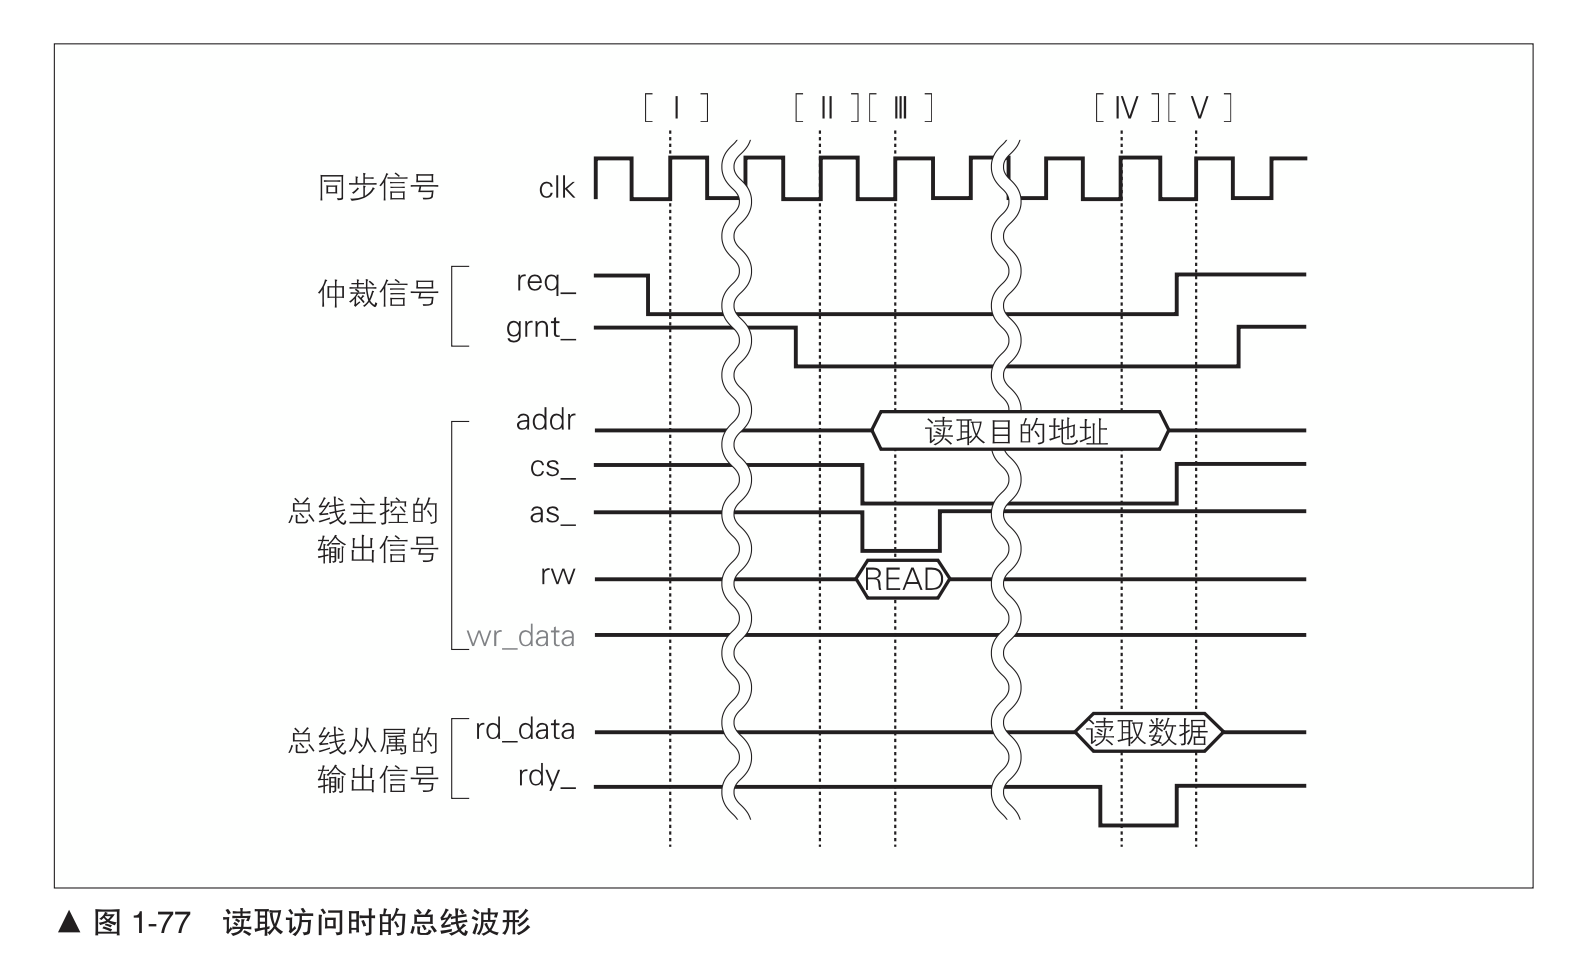 [ Ⅰ ] [ Ⅱ ] [ Ⅲ ] [ Ⅳ ] [ Ⅴ ]
同步信号 clk
仲裁信号 req_
grnt_
addr 读取目的地址
cs_
总线主控的
输出信号
as_
rw READ
wr_data
总线从属的
输出信号
rd_data 读取数据
rdy_
▲ 图 1-77 读取访问时的总线波形